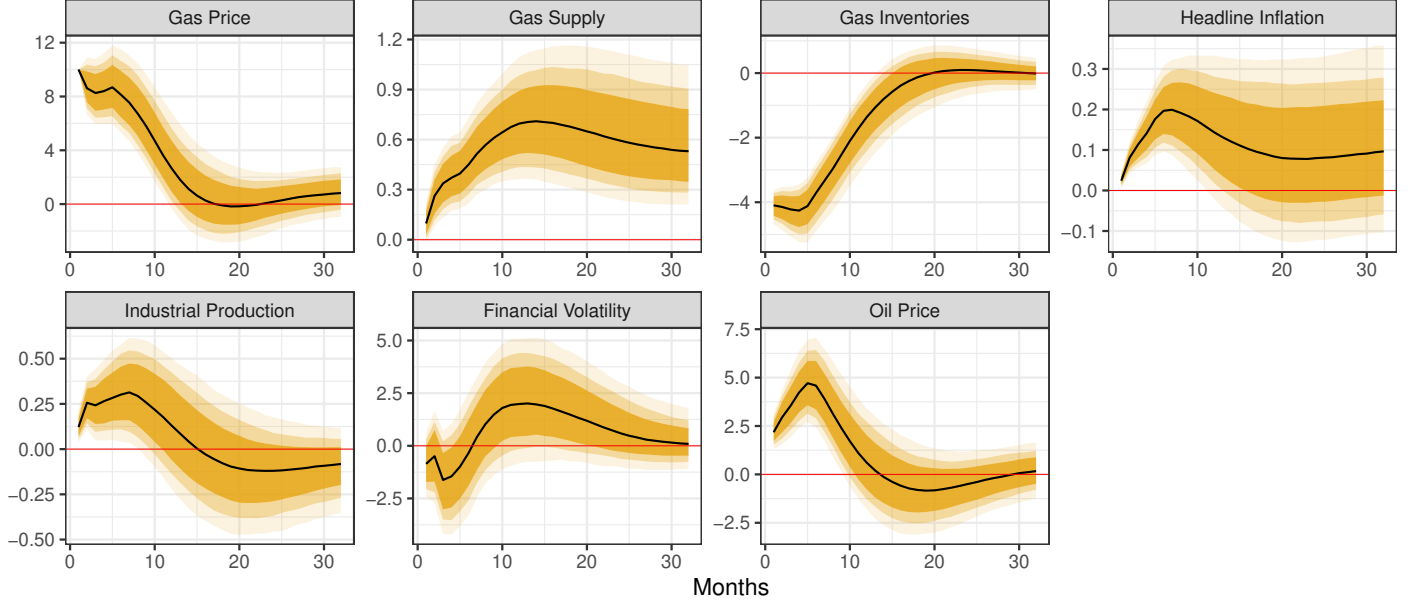 Gas Price
Gas Supply
Gas Inventories
Headline Inflation
12
8
4
0
0 10 20 30
1.2
0.9
0.6
0.3
0.0
0 10 20 30
0
−2
−4
0 10 20 30
0.3
0.2
0.1
0.0
−0.1
0 10 20 30
Industrial Production
Financial Volatility
Oil Price
0.50
0.25
0.00
−0.25
−0.50
0 10 20 30
5.0
2.5
0.0
−2.5
0 10 20 30
7.5
5.0
2.5
0.0
−2.5
0 10 20 30
Months